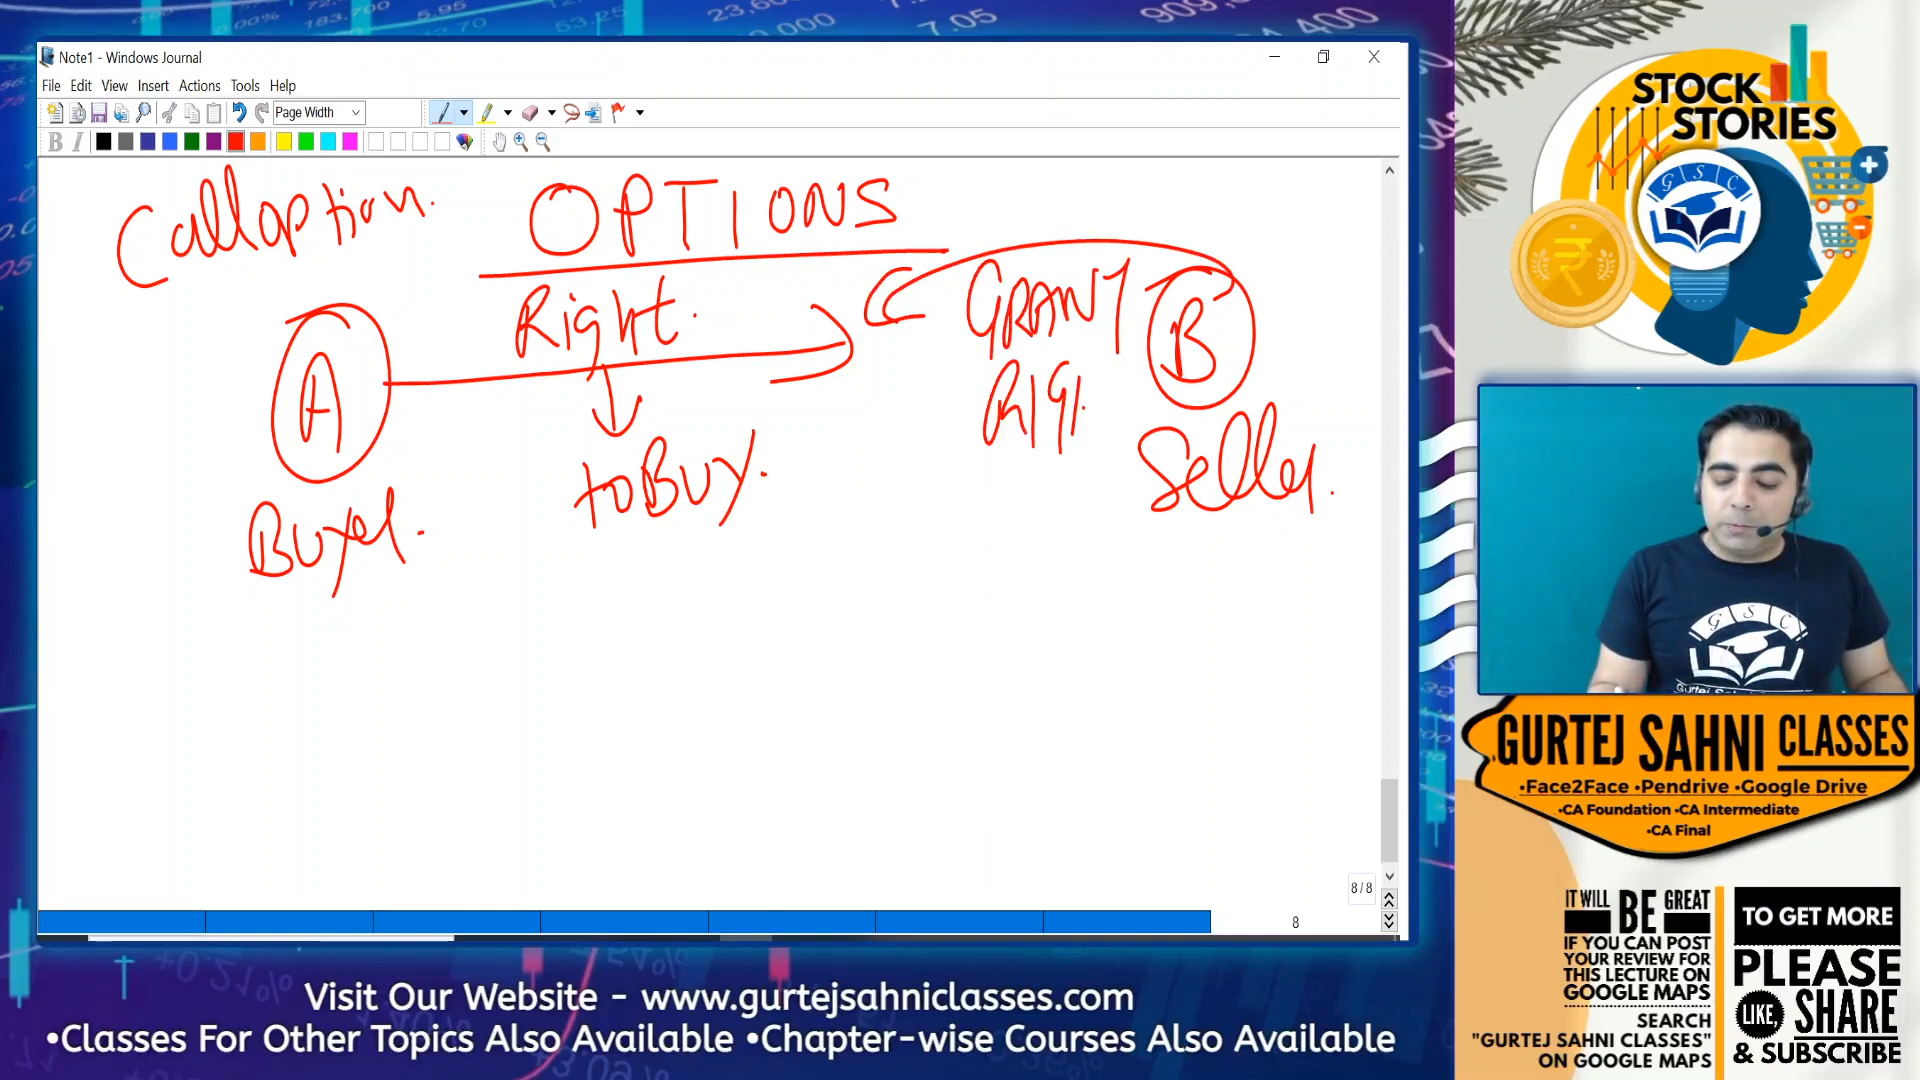 Note1 - Windows Journal
File Edit View Insert Actions Tools Help
Page Width
B I
Call option.
OPTIONS
Right.
to Buy.
A
Buyer.
GRANT
RIG
B
Seller.
8 / 8
8
STOCK
STORIES
G S C
G S C
GURTEJ SAHNI CLASSES
•Face2Face •Pendrive •Google Drive
•CA Foundation •CA Intermediate
•CA Final
IT WILL BE GREAT
IF YOU CAN POST
YOUR REVIEW FOR
THIS LECTURE ON
GOOGLE MAPS
SEARCH
"GURTEJ SAHNI CLASSES"
ON GOOGLE MAPS
TO GET MORE
PLEASE
LIKE, SHARE
& SUBSCRIBE
Visit Our Website - www.gurtejsahniclasses.com
•Classes For Other Topics Also Available •Chapter-wise Courses Also Available